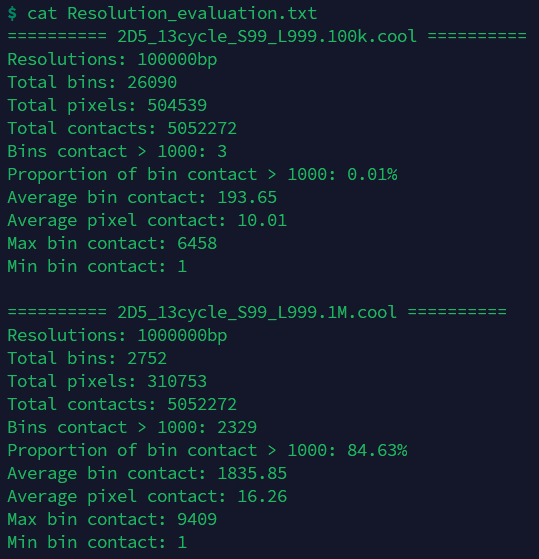 $ cat Resolution_evaluation.txt
========== 2D5_13cycle_S99_L999.100k.cool ==========
Resolutions: 100000bp
Total bins: 26090
Total pixels: 504539
Total contacts: 5052272
Bins contact > 1000: 3
Proportion of bin contact > 1000: 0.01%
Average bin contact: 193.65
Average pixel contact: 10.01
Max bin contact: 6458
Min bin contact: 1

========== 2D5_13cycle_S99_L999.1M.cool ==========
Resolutions: 1000000bp
Total bins: 2752
Total pixels: 310753
Total contacts: 5052272
Bins contact > 1000: 2329
Proportion of bin contact > 1000: 84.63%
Average bin contact: 1835.85
Average pixel contact: 16.26
Max bin contact: 9409
Min bin contact: 1